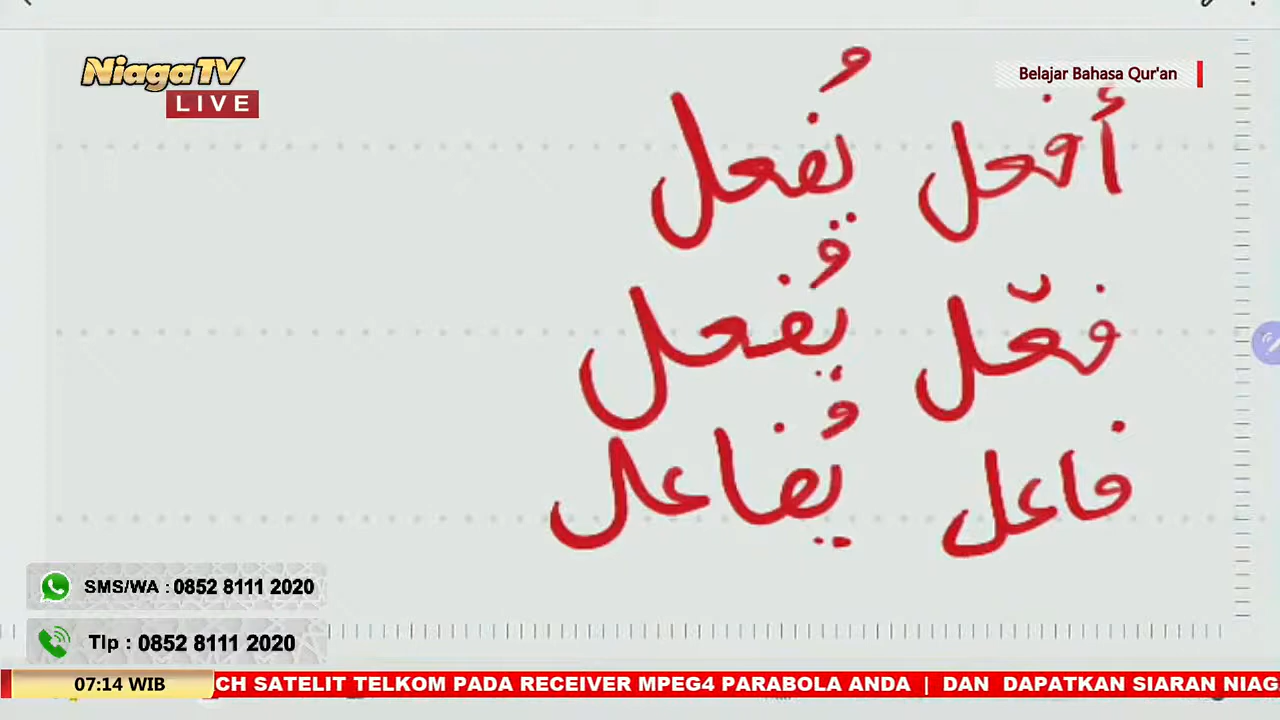 NiagaTV
LIVE
Belajar Bahasa Qur'an
أفعل يُفعل
فعّل يُفعل
فاعل يُفاعل
SMS/WA : 0852 8111 2020
Tlp : 0852 8111 2020
07:14 WIB
CH SATELIT TELKOM PADA RECEIVER MPEG4 PARABOLA ANDA | DAN DAPATKAN SIARAN NIAG